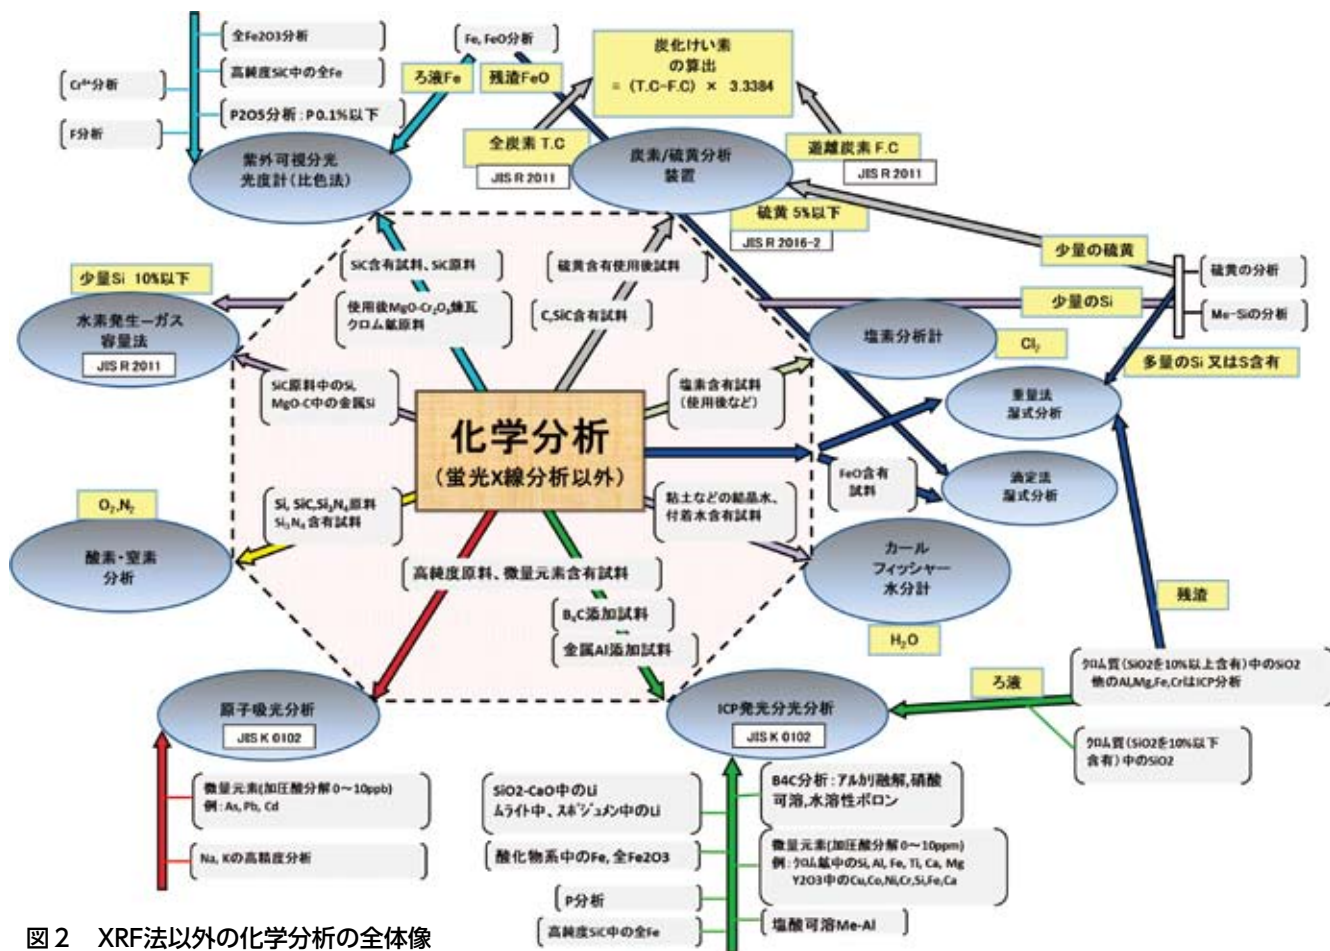 全Fe2O3分析
高純度SiC中の全Fe
P2O5分析：P0.1%以下
Cr⁶⁺分析
F分析
Fe, FeO分析
ろ液Fe
残渣FeO
炭化けい素
の算出
= (T.C-F.C) × 3.3384
紫外可視分光
光度計(比色法)
全炭素 T.C
JIS R 2011
炭素/硫黄分析
装置
遊離炭素 F.C
JIS R 2011
硫黄 5%以下
JIS R 2016-2
少量の硫黄
硫黄の分析
Me-Siの分析
少量のSi
多量のSi 又はS含有
少量Si 10%以下
水素発生-ガス
容量法
JIS R 2011
SiC含有試料、SiC原料
使用後MgO-Cr₂O₃煉瓦
クロム鉱原料
硫黄含有使用後試料
C,SiC含有試料
塩素分析計
Cl₂
SiC原料中のSi,
MgO-C中の金属Si
塩素含有試料
(使用後など)
重量法
湿式分析
化学分析
(蛍光X線分析以外)
FeO含有
試料
滴定法
湿式分析
O₂,N₂
酸素・窒素
分析
Si, SiC,Si₃N₄原料
Si₃N₄含有試料
粘土などの結晶水、
付着水含有試料
カール
フィッシャー
水分計
H₂O
高純度原料、微量元素含有試料
B₄C添加試料
金属Al添加試料
残渣
クロム質(SiO2を10%以上含有)中のSiO2
他のAl,Mg,Fe,CrはICP分析
ろ液
クロム質(SiO2を10%以下
含有)中のSiO2
原子吸光分析
JIS K 0102
ICP発光分光分析
JIS K 0102
微量元素(加圧酸分解0～10ppb)
例：As, Pb, Cd
Na, Kの高精度分析
SiO2-CaO中のLi
ムライト中、スポジュメン中のLi
酸化物系中のFe, 全Fe2O3
P分析
高純度SiC中の全Fe
B4C分析：アルカリ融解,硝酸
可溶,水溶性ボロン
微量元素(加圧酸分解0～10ppm)
例：クロム鉱中のSi, Al, Fe, Ti, Ca, Mg
Y2O3中のCu,Co,Ni,Cr,Si,Fe,Ca
塩酸可溶Me-Al
図2 XRF法以外の化学分析の全体像